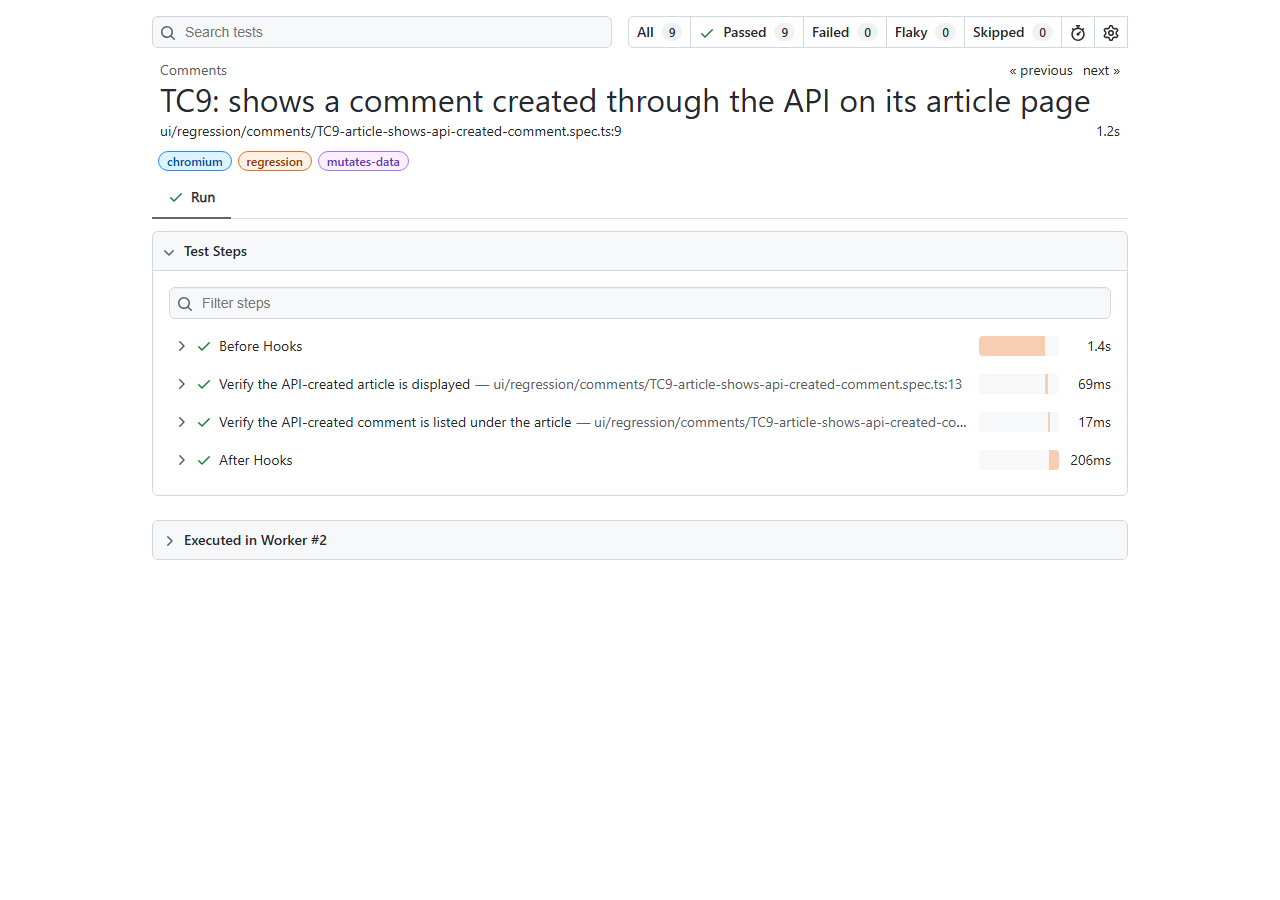 Search tests
All 9 Passed 9 Failed 0 Flaky 0 Skipped 0
Comments
« previous next »
TC9: shows a comment created through the API on its article page
ui/regression/comments/TC9-article-shows-api-created-comment.spec.ts:9 1.2s
chromium regression mutates-data
Run
Test Steps
Filter steps
Before Hooks 1.4s
Verify the API-created article is displayed — ui/regression/comments/TC9-article-shows-api-created-comment.spec.ts:13 69ms
Verify the API-created comment is listed under the article — ui/regression/comments/TC9-article-shows-api-created-co... 17ms
After Hooks 206ms
Executed in Worker #2